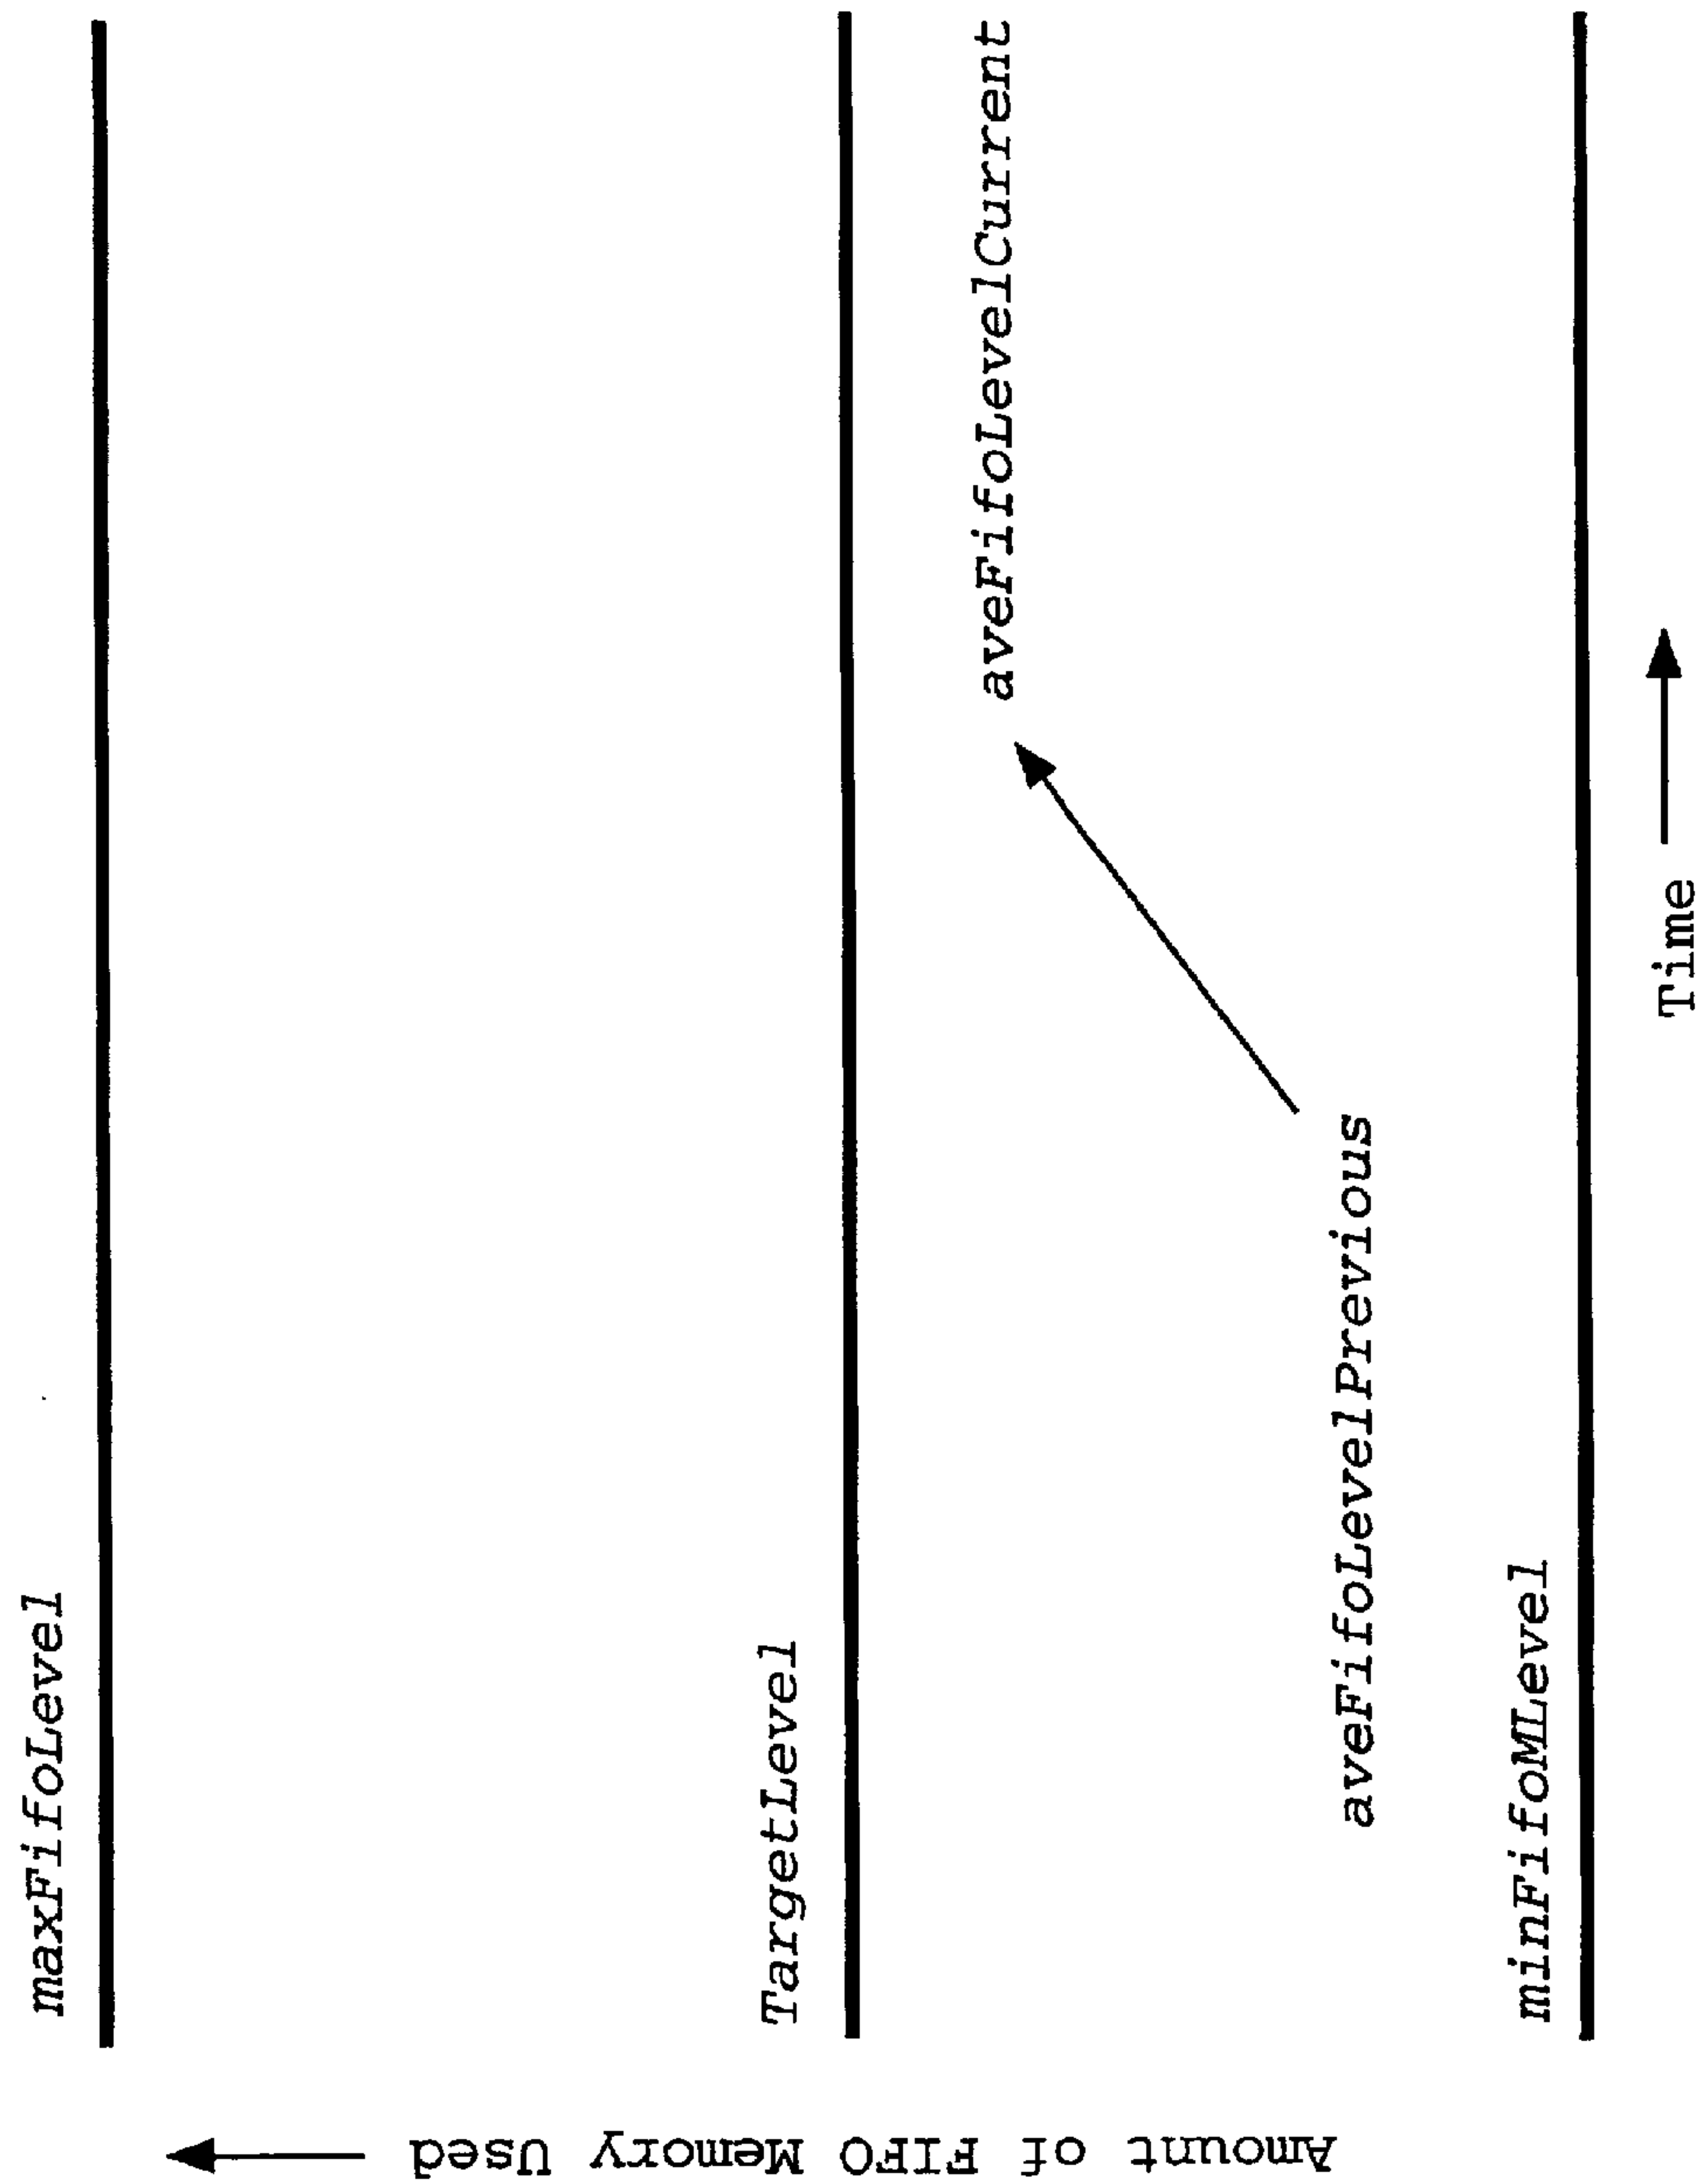 maxFifoLevel
TargetLevel
aveFifoLevelCurrent
aveFifoLevelPrevious
minFifoMLevel
Time
Amount of FIFO Memory Used